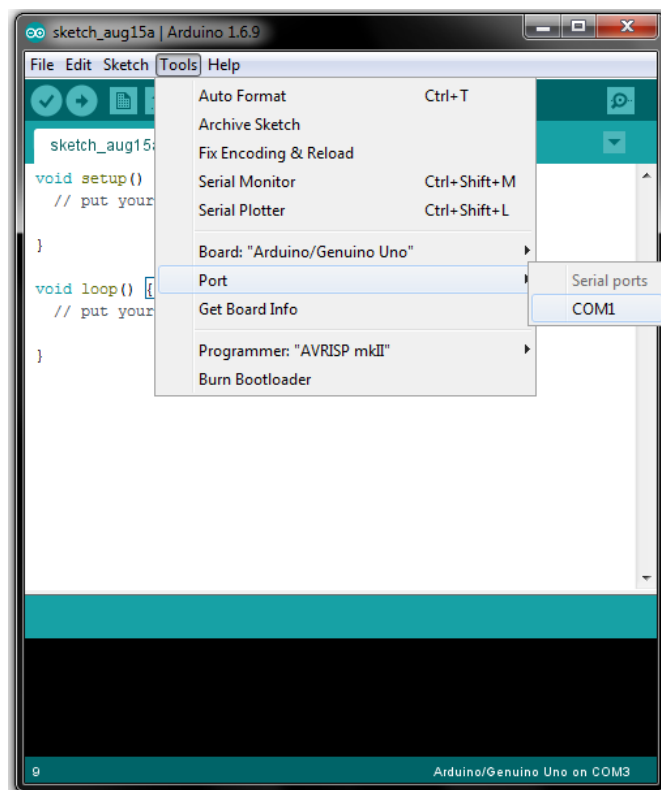 sketch_aug15a | Arduino 1.6.9
File Edit Sketch Tools Help
Auto Format Ctrl+T
Archive Sketch
Fix Encoding & Reload
Serial Monitor Ctrl+Shift+M
Serial Plotter Ctrl+Shift+L
Board: "Arduino/Genuino Uno"
Port
Get Board Info
Programmer: "AVRISP mkII"
Burn Bootloader
Serial ports
COM1
sketch_aug15a
void setup()
// put your
}
void loop() {
// put your
}
9 Arduino/Genuino Uno on COM3